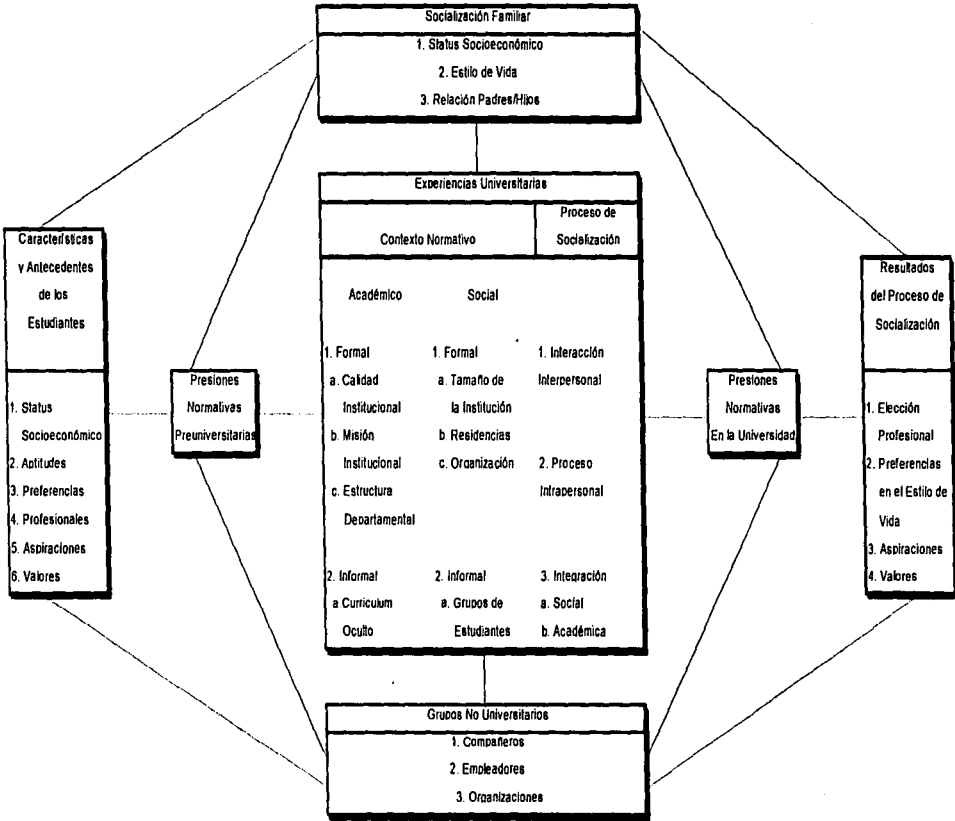 Socialización Familiar
1. Status Socioeconómico
2. Estilo de Vida
3. Relación Padres/Hijos
Características
y Antecedentes
de los
Estudiantes
1. Status
Socioeconómico
2. Aptitudes
3. Preferencias
4. Profesionales
5. Aspiraciones
6. Valores
Presiones
Normativas
Preuniversitarias
Experiencias Universitarias
Contexto Normativo
Proceso de
Socialización
Académico
1. Formal
a. Calidad
Institucional
b. Misión
Institucional
c. Estructura
Departamental
2. Informal
a Curriculum
Oculto
Social
1. Formal
a. Tamaño de
la Institución
b. Residencias
c. Organización
2. Informal
a. Grupos de
Estudiantes
1. Interacción
Interpersonal
2. Proceso
Intrapersonal
3. Integración
a. Social
b. Académica
Presiones
Normativas
En la Universidad
Resultados
del Proceso de
Socialización
1. Elección
Profesional
2. Preferencias
en el Estilo de
Vida
3. Aspiraciones
4. Valores
Grupos No Universitarios
1. Compañeros
2. Empleadores
3. Organizaciones